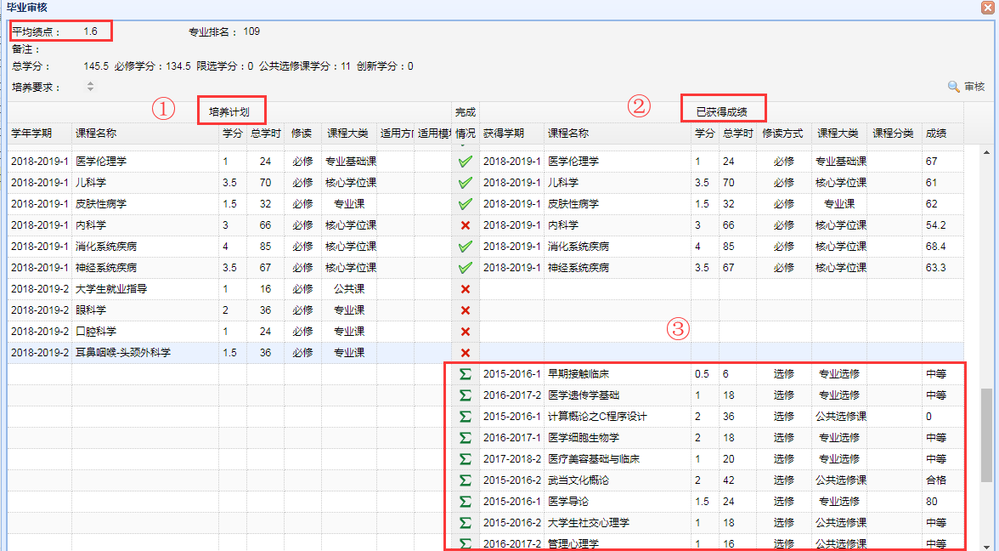 毕业审核
平均绩点： 1.6 专业排名： 109
备注：
总学分： 145.5 必修学分：134.5 限选学分：0 公共选修课学分：11 创新学分：0
培养要求： 审核
① 培养计划 完成 ② 已获得成绩
学年学期 课程名称 学分 总学时 修读 课程大类 适用方 适用模 情况 获得学期 课程名称 学分 总学时 修读方式 课程大类 课程分类 成绩
2018-2019-1 医学伦理学 1 24 必修 专业基础课 2018-2019-1 医学伦理学 1 24 必修 专业基础课 67
2018-2019-1 儿科学 3.5 70 必修 核心学位课 2018-2019-1 儿科学 3.5 70 必修 核心学位课 61
2018-2019-1 皮肤性病学 1.5 32 必修 专业课 2018-2019-1 皮肤性病学 1.5 32 必修 专业课 62
2018-2019-1 内科学 3 66 必修 核心学位课 2018-2019-1 内科学 3 66 必修 核心学位课 54.2
2018-2019-1 消化系统疾病 4 85 必修 核心学位课 2018-2019-1 消化系统疾病 4 85 必修 核心学位课 68.4
2018-2019-1 神经系统疾病 3.5 67 必修 核心学位课 2018-2019-1 神经系统疾病 3.5 67 必修 核心学位课 63.3
2018-2019-2 大学生就业指导 1 16 必修 公共课
2018-2019-2 眼科学 2 36 必修 专业课
2018-2019-2 口腔科学 1 24 必修 专业课 ③
2018-2019-2 耳鼻咽喉-头颈外科学 1.5 36 必修 专业课
Σ 2015-2016-1 早期接触临床 0.5 6 选修 专业选修 中等
Σ 2016-2017-2 医学遗传学基础 1 18 选修 专业选修 中等
Σ 2015-2016-1 计算概论之C程序设计 2 36 选修 公共选修课 0
Σ 2016-2017-1 医学细胞生物学 2 18 选修 专业选修 中等
Σ 2017-2018-2 医疗美容基础与临床 1 20 选修 专业选修 中等
Σ 2015-2016-2 武当文化概论 2 42 选修 公共选修课 合格
Σ 2015-2016-1 医学导论 1.5 24 选修 专业选修 80
Σ 2015-2016-2 大学生社交心理学 1 18 选修 公共选修课 中等
Σ 2016-2017-2 管理心理学 1 16 选修 公共选修课 中等